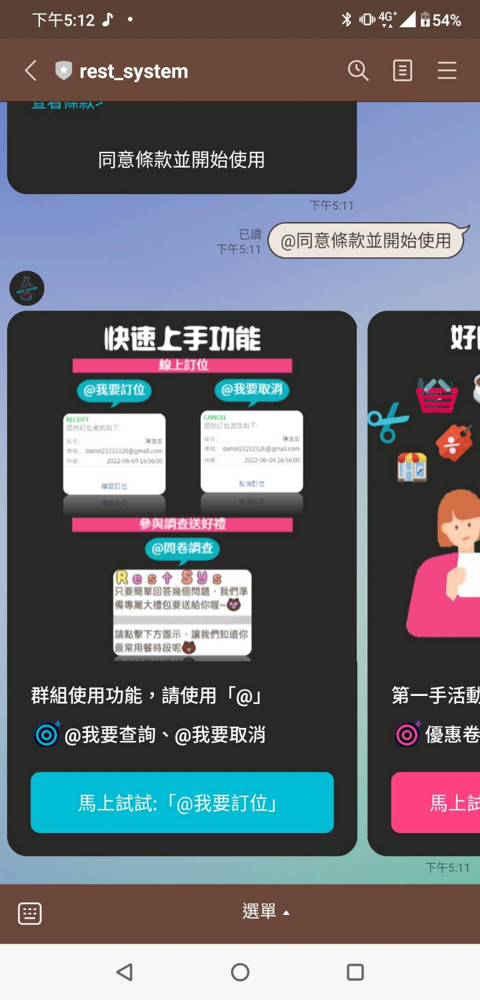 下午5:12
4G+
54%
rest_system
查看條款>
同意條款並開始使用
下午5:11
已讀
下午5:11
@同意條款並開始使用
REST SYSTEM
快速上手功能
線上訂位
@我要訂位
@我要取消
RECEIPT
您的訂位資訊如下:
姓名:
信箱: daniel23232326@gmail.com
時間: 2022-06-04 16:56:00
確認訂位
CANCEL
您的訂位資訊如下:
姓名:
信箱: daniel23232326@gmail.com
時間: 2022-06-04 16:56:00
取消訂位
參與調查送好禮
@問卷調查
Rest Sys
只要簡單回答幾個問題，我們準
備專屬大禮包要送給你喔~
請點擊下方圖示，讓我們知道你
最常用餐時段呢
群組使用功能，請使用「@」
@我要查詢、@我要取消
馬上試試:「@我要訂位」
好
第一手活動
優惠卷
馬上試
下午5:11
選單